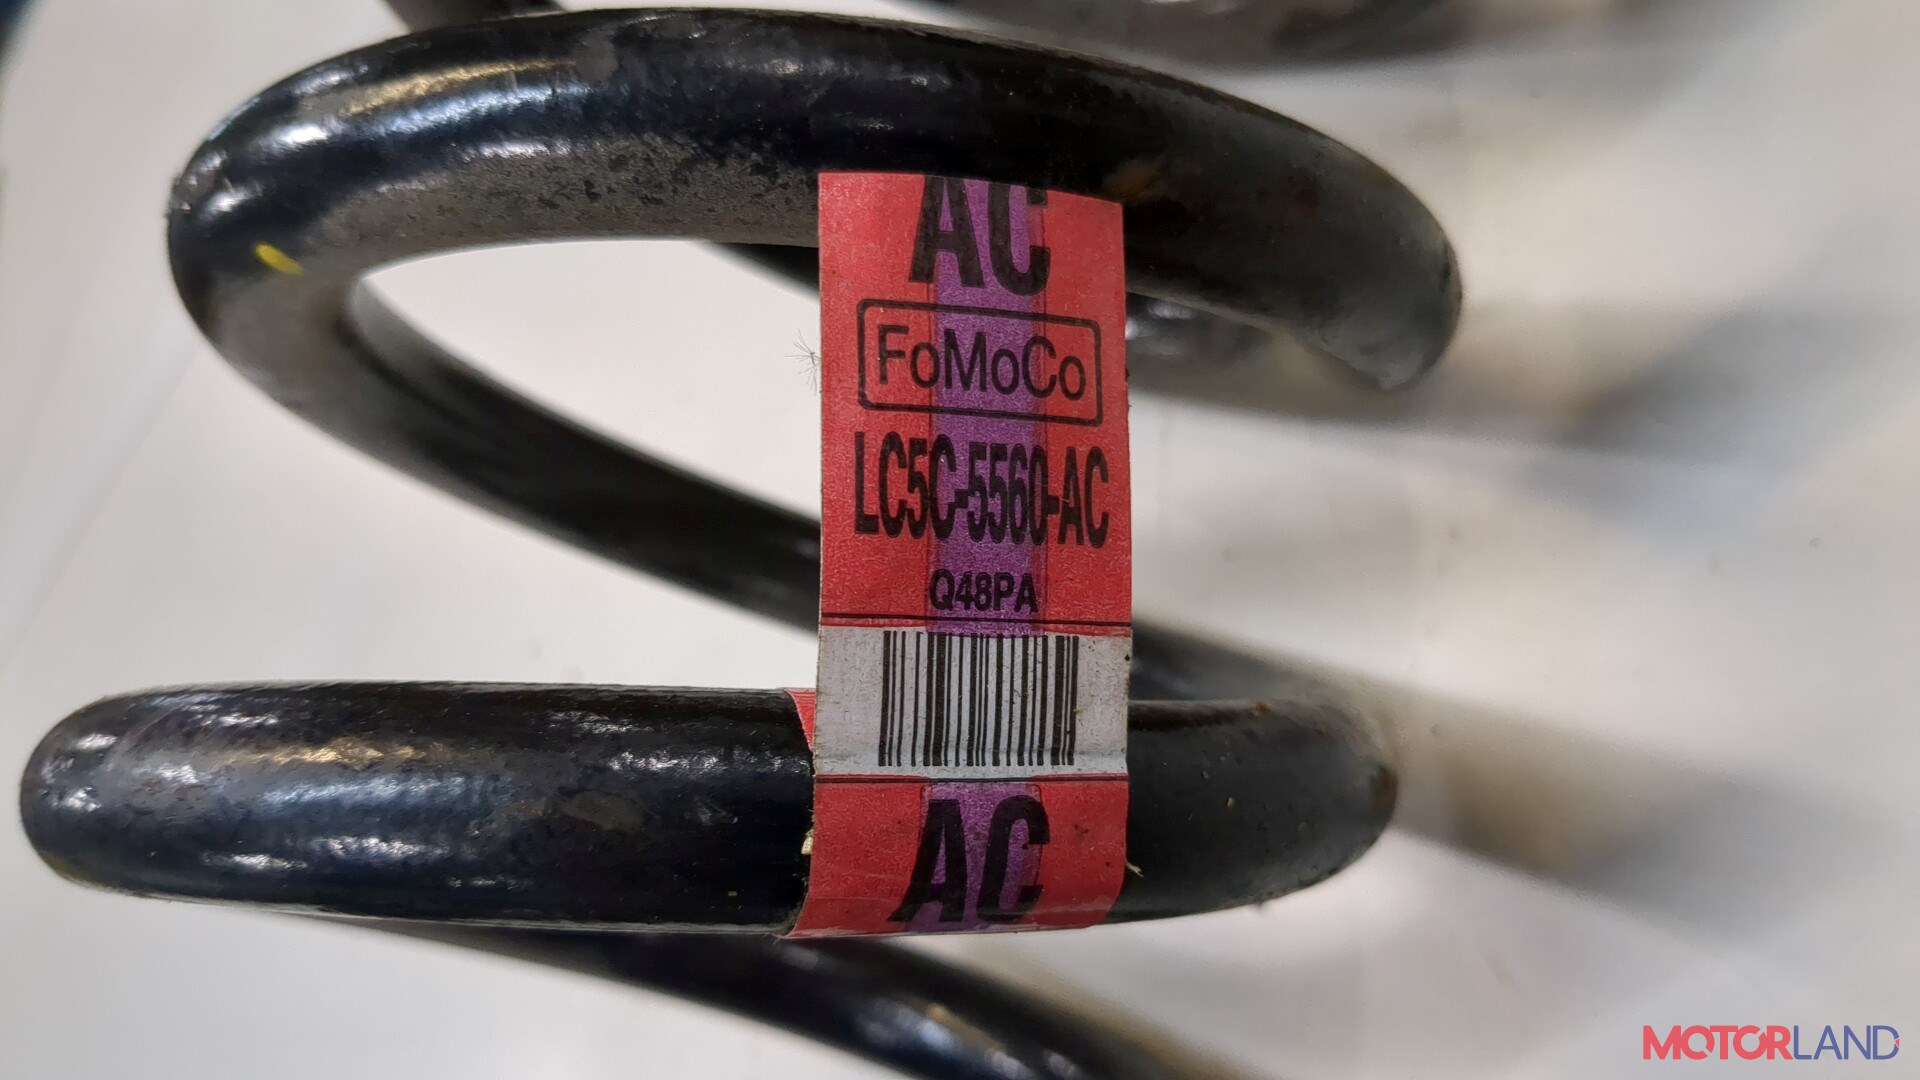 AC
FoMoCo
LC5C-5560-AC
Q48PA
AC
MOTORLAND